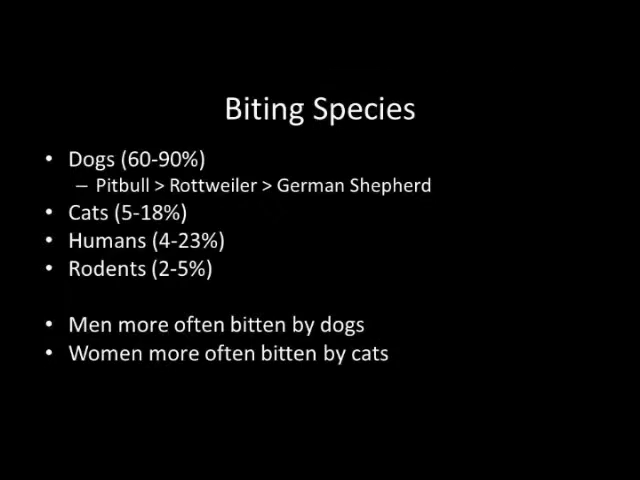 Biting Species
• Dogs (60-90%)
– Pitbull > Rottweiler > German Shepherd
• Cats (5-18%)
• Humans (4-23%)
• Rodents (2-5%)
• Men more often bitten by dogs
• Women more often bitten by cats